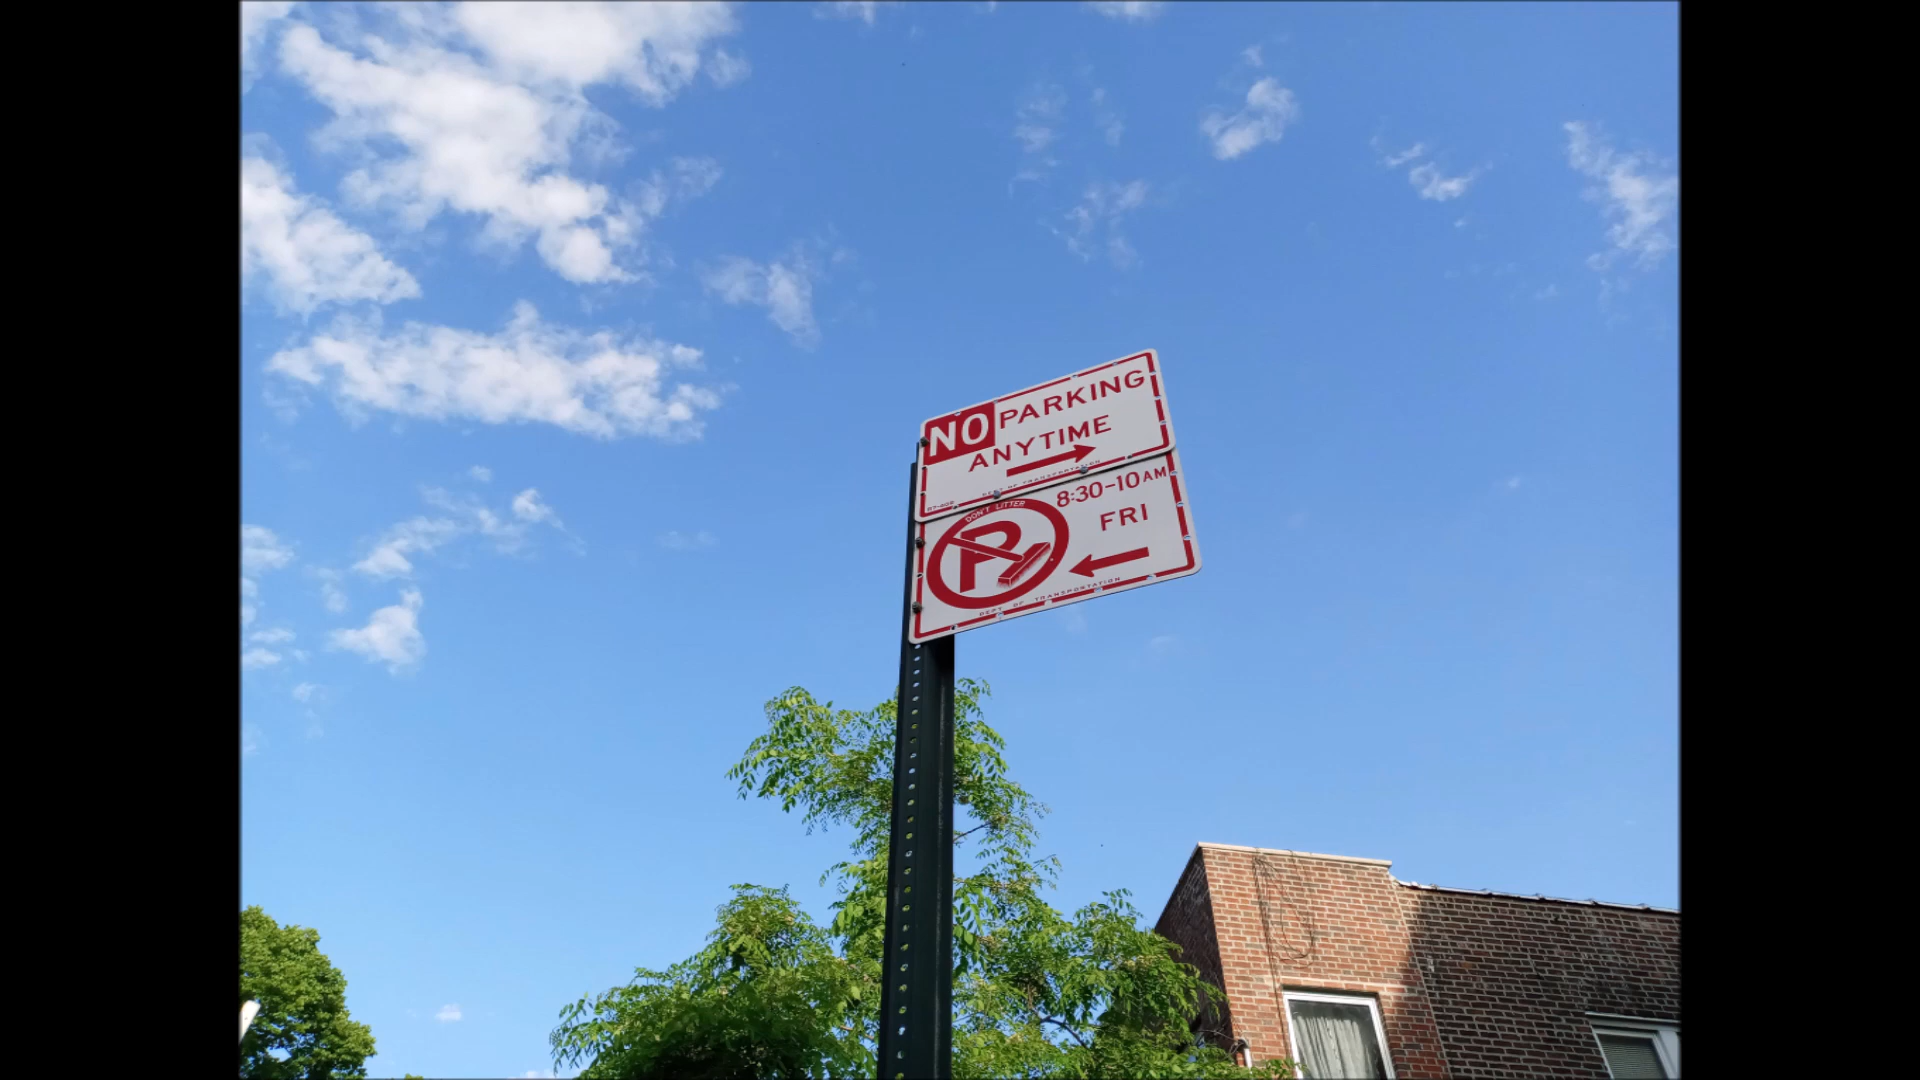 NO PARKING
ANYTIME
DEPT OF TRANSPORTATION
DON'T LITTER
8:30-10AM
FRI
P
DEPT OF TRANSPORTATION